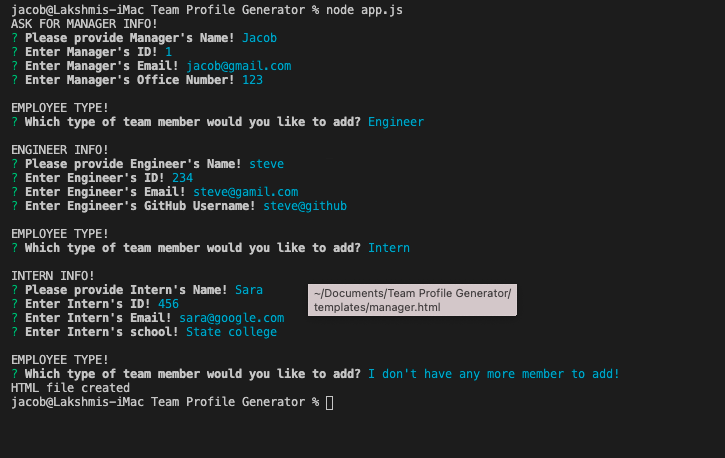 jacob@Lakshmis-iMac Team Profile Generator % node app.js
ASK FOR MANAGER INFO!
? Please provide Manager's Name! Jacob
? Enter Manager's ID! 1
? Enter Manager's Email! jacob@gmail.com
? Enter Manager's Office Number! 123
EMPLOYEE TYPE!
? Which type of team member would you like to add? Engineer
ENGINEER INFO!
? Please provide Engineer's Name! steve
? Enter Engineer's ID! 234
? Enter Engineer's Email! steve@gamil.com
? Enter Engineer's GitHub Username! steve@github
EMPLOYEE TYPE!
? Which type of team member would you like to add? Intern
INTERN INFO!
? Please provide Intern's Name! Sara
? Enter Intern's ID! 456
? Enter Intern's Email! sara@google.com
? Enter Intern's school! State college
~/Documents/Team Profile Generator/
templates/manager.html
EMPLOYEE TYPE!
? Which type of team member would you like to add? I don't have any more member to add!
HTML file created
jacob@Lakshmis-iMac Team Profile Generator %